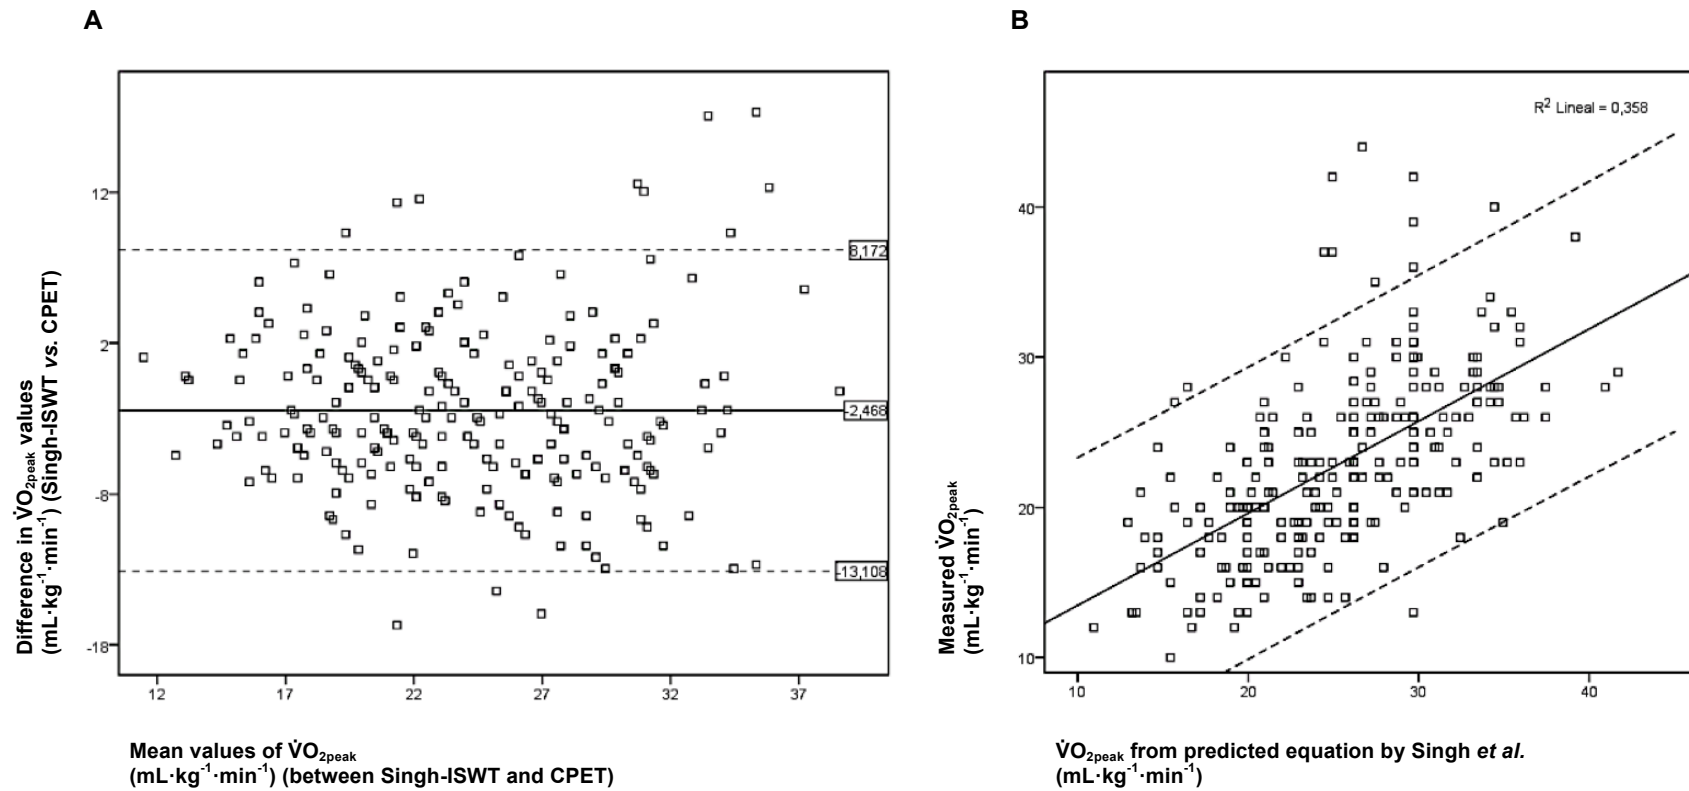 A
B
Difference in V̇O2peak values
(mL·kg-1·min-1) (Singh-ISWT vs. CPET)
12
2
-8
-18
8,172
-2,468
-13,108
12
17
22
27
32
37
Mean values of V̇O2peak
(mL·kg-1·min-1) (between Singh-ISWT and CPET)
Measured V̇O2peak
(mL·kg-1·min-1)
R2 Lineal = 0,358
40
30
20
10
10
20
30
40
V̇O2peak from predicted equation by Singh et al.
(mL·kg-1·min-1)